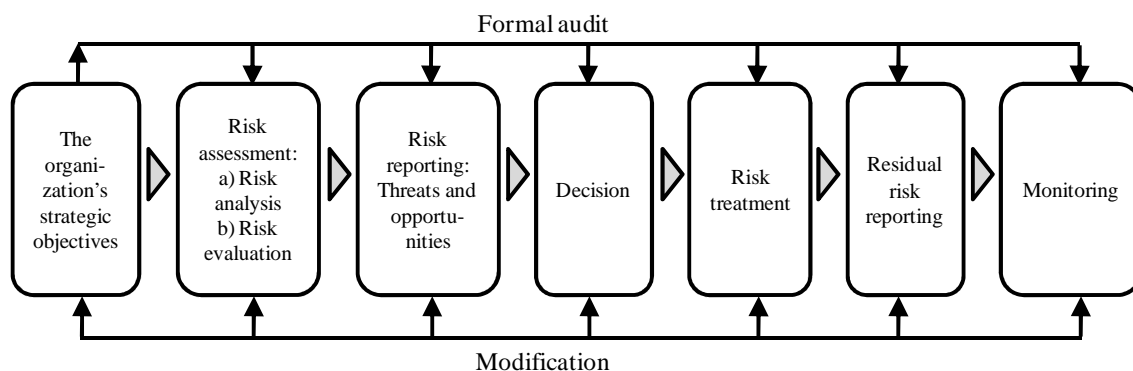 Formal audit
The
organi-
zation's
strategic
objectives
Risk
assessment:
a) Risk
analysis
b) Risk
evaluation
Risk
reporting:
Threats and
opportu-
nities
Decision
Risk
treatment
Residual
risk
reporting
Monitoring
Modification